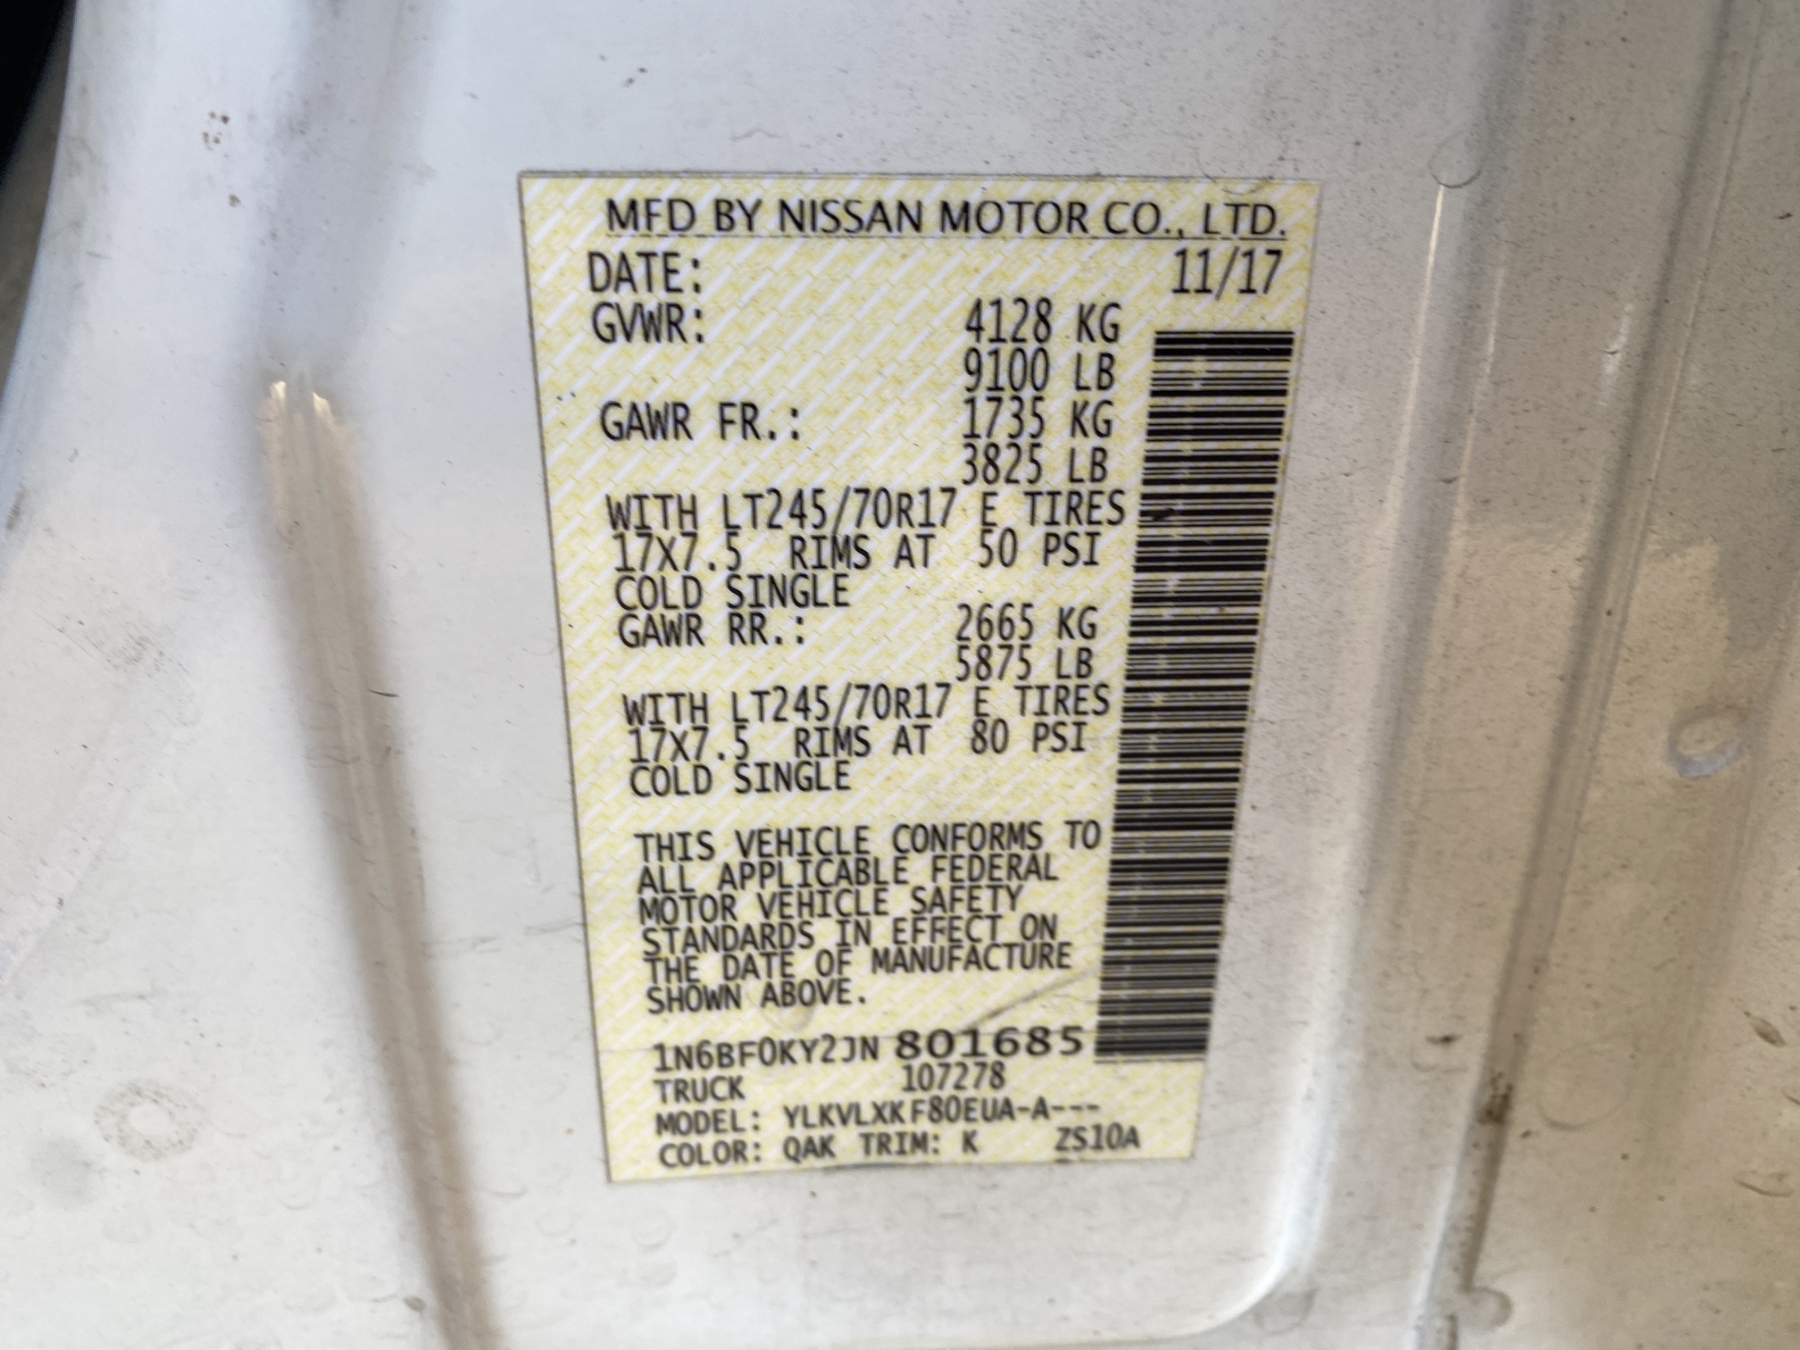 MFD BY NISSAN MOTOR CO., LTD.
DATE: 11/17
GVWR: 4128 KG
9100 LB
GAWR FR.: 1735 KG
3825 LB
WITH LT245/70R17 E TIRES
17X7.5 RIMS AT 50 PSI
COLD SINGLE
GAWR RR.: 2665 KG
5875 LB
WITH LT245/70R17 E TIRES
17X7.5 RIMS AT 80 PSI
COLD SINGLE
THIS VEHICLE CONFORMS TO
ALL APPLICABLE FEDERAL
MOTOR VEHICLE SAFETY
STANDARDS IN EFFECT ON
THE DATE OF MANUFACTURE
SHOWN ABOVE.
1N6BF0KY2JN 801685
TRUCK 107278
MODEL: YLKVLXKF80EUA-A---
COLOR: QAK TRIM: K ZS10A